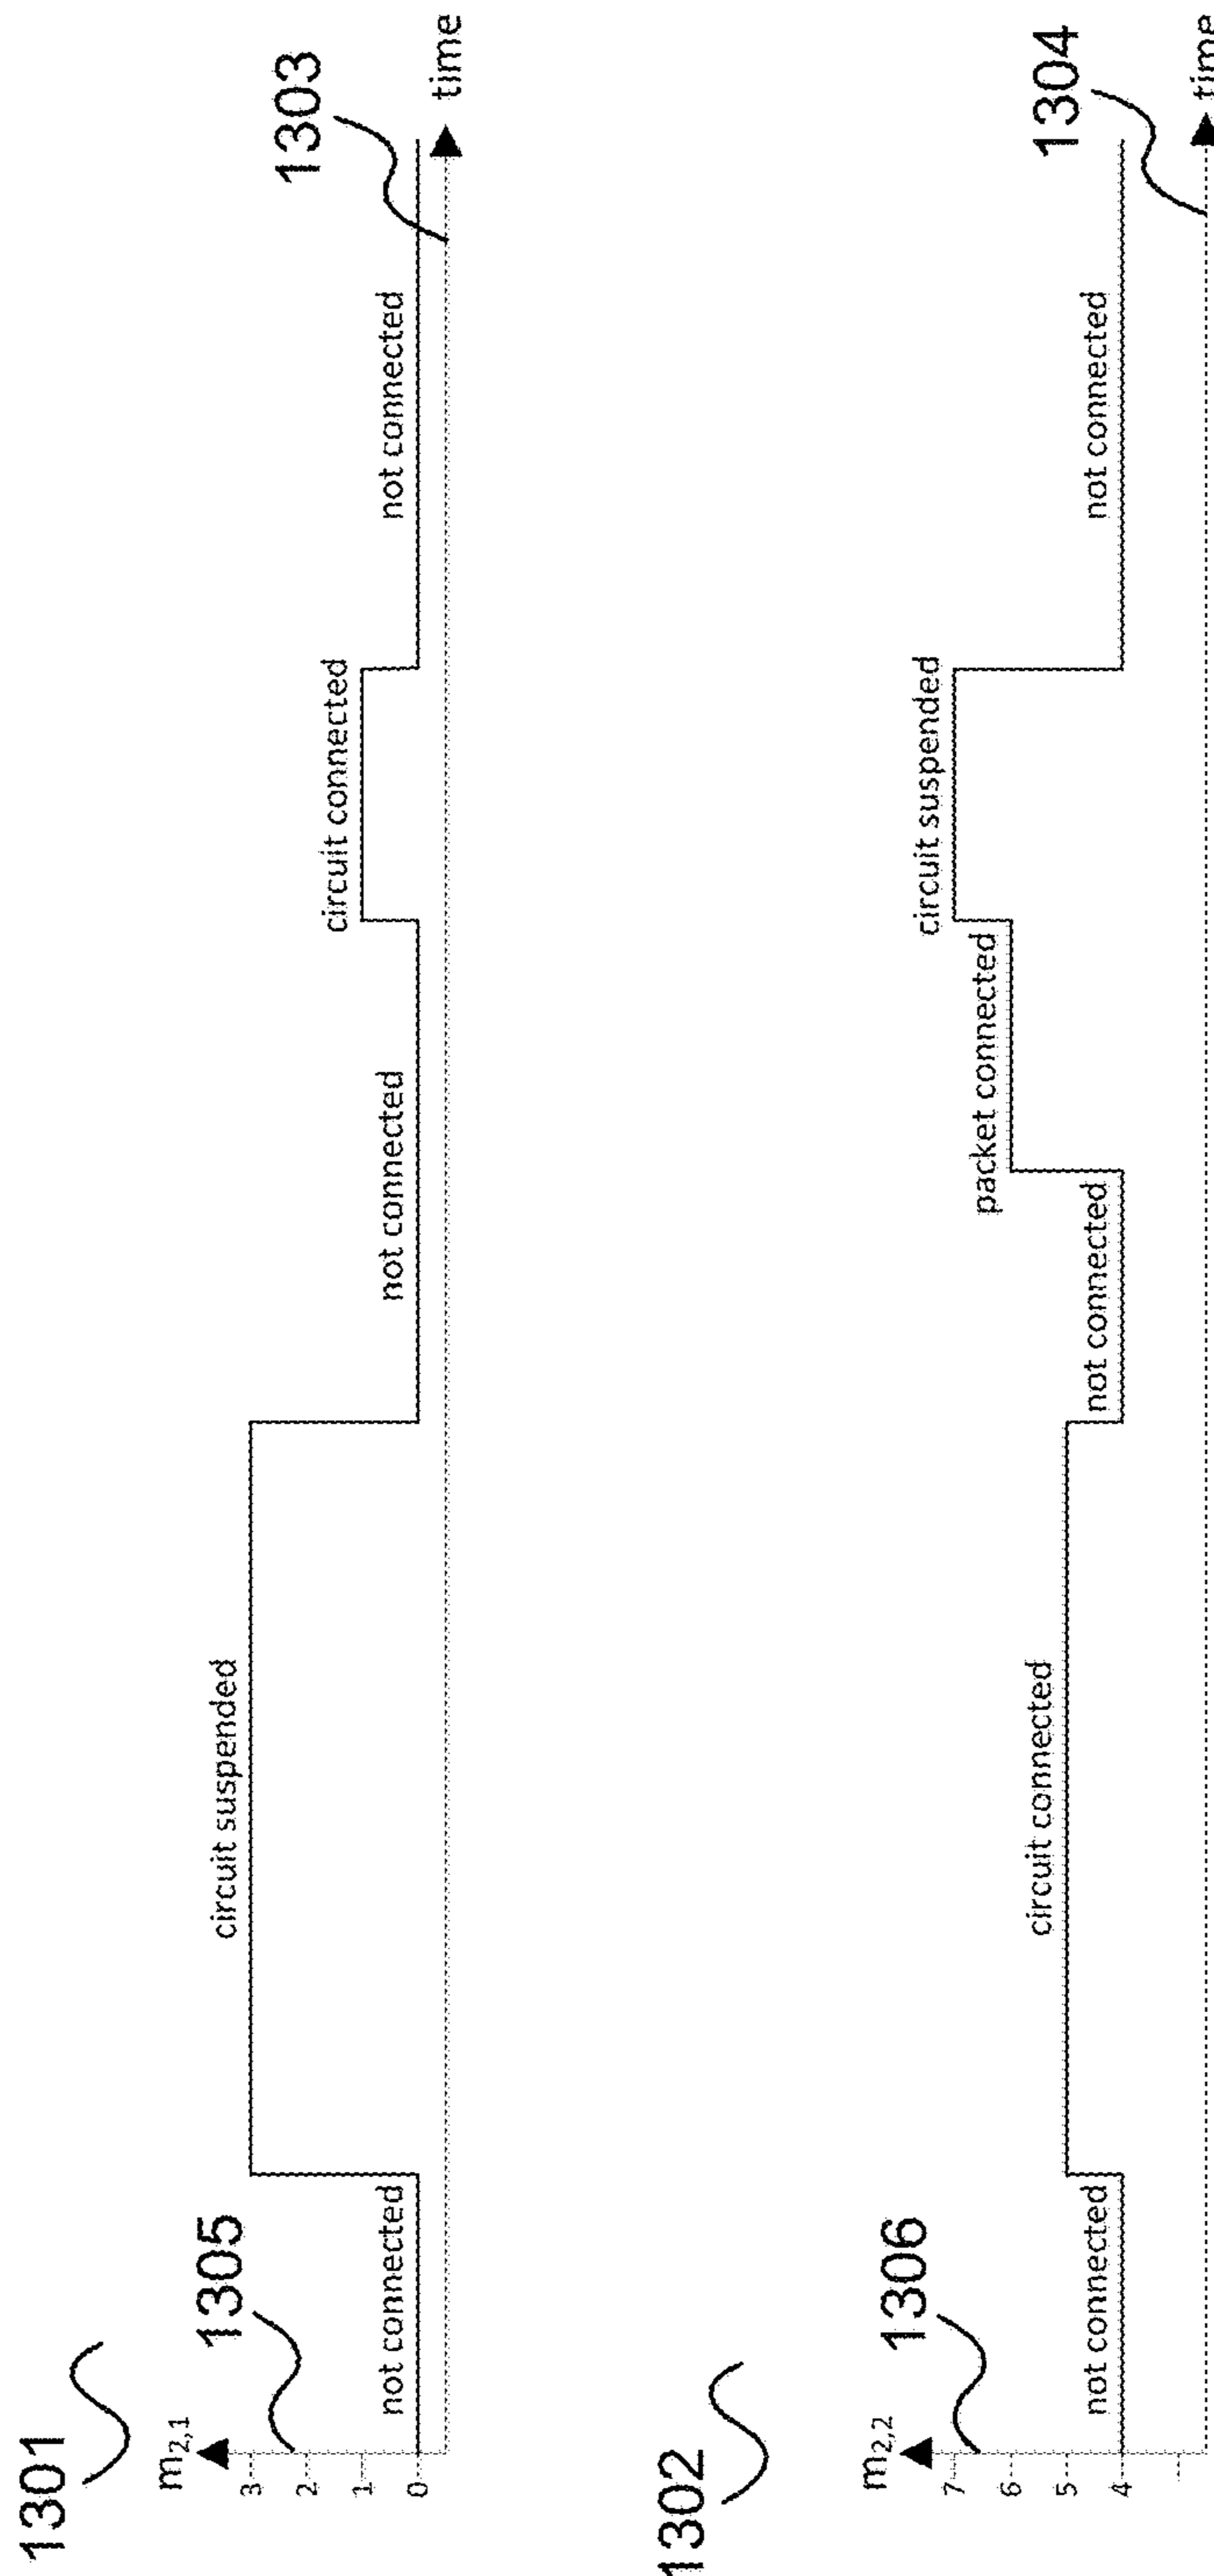 1301
m2,1
1305
3
2
1
0
not connected
circuit suspended
not connected
circuit connected
not connected
1303
time
1302
m2,2
1306
7
6
5
4
not connected
circuit connected
not connected
packet connected
circuit suspended
not connected
1304
time